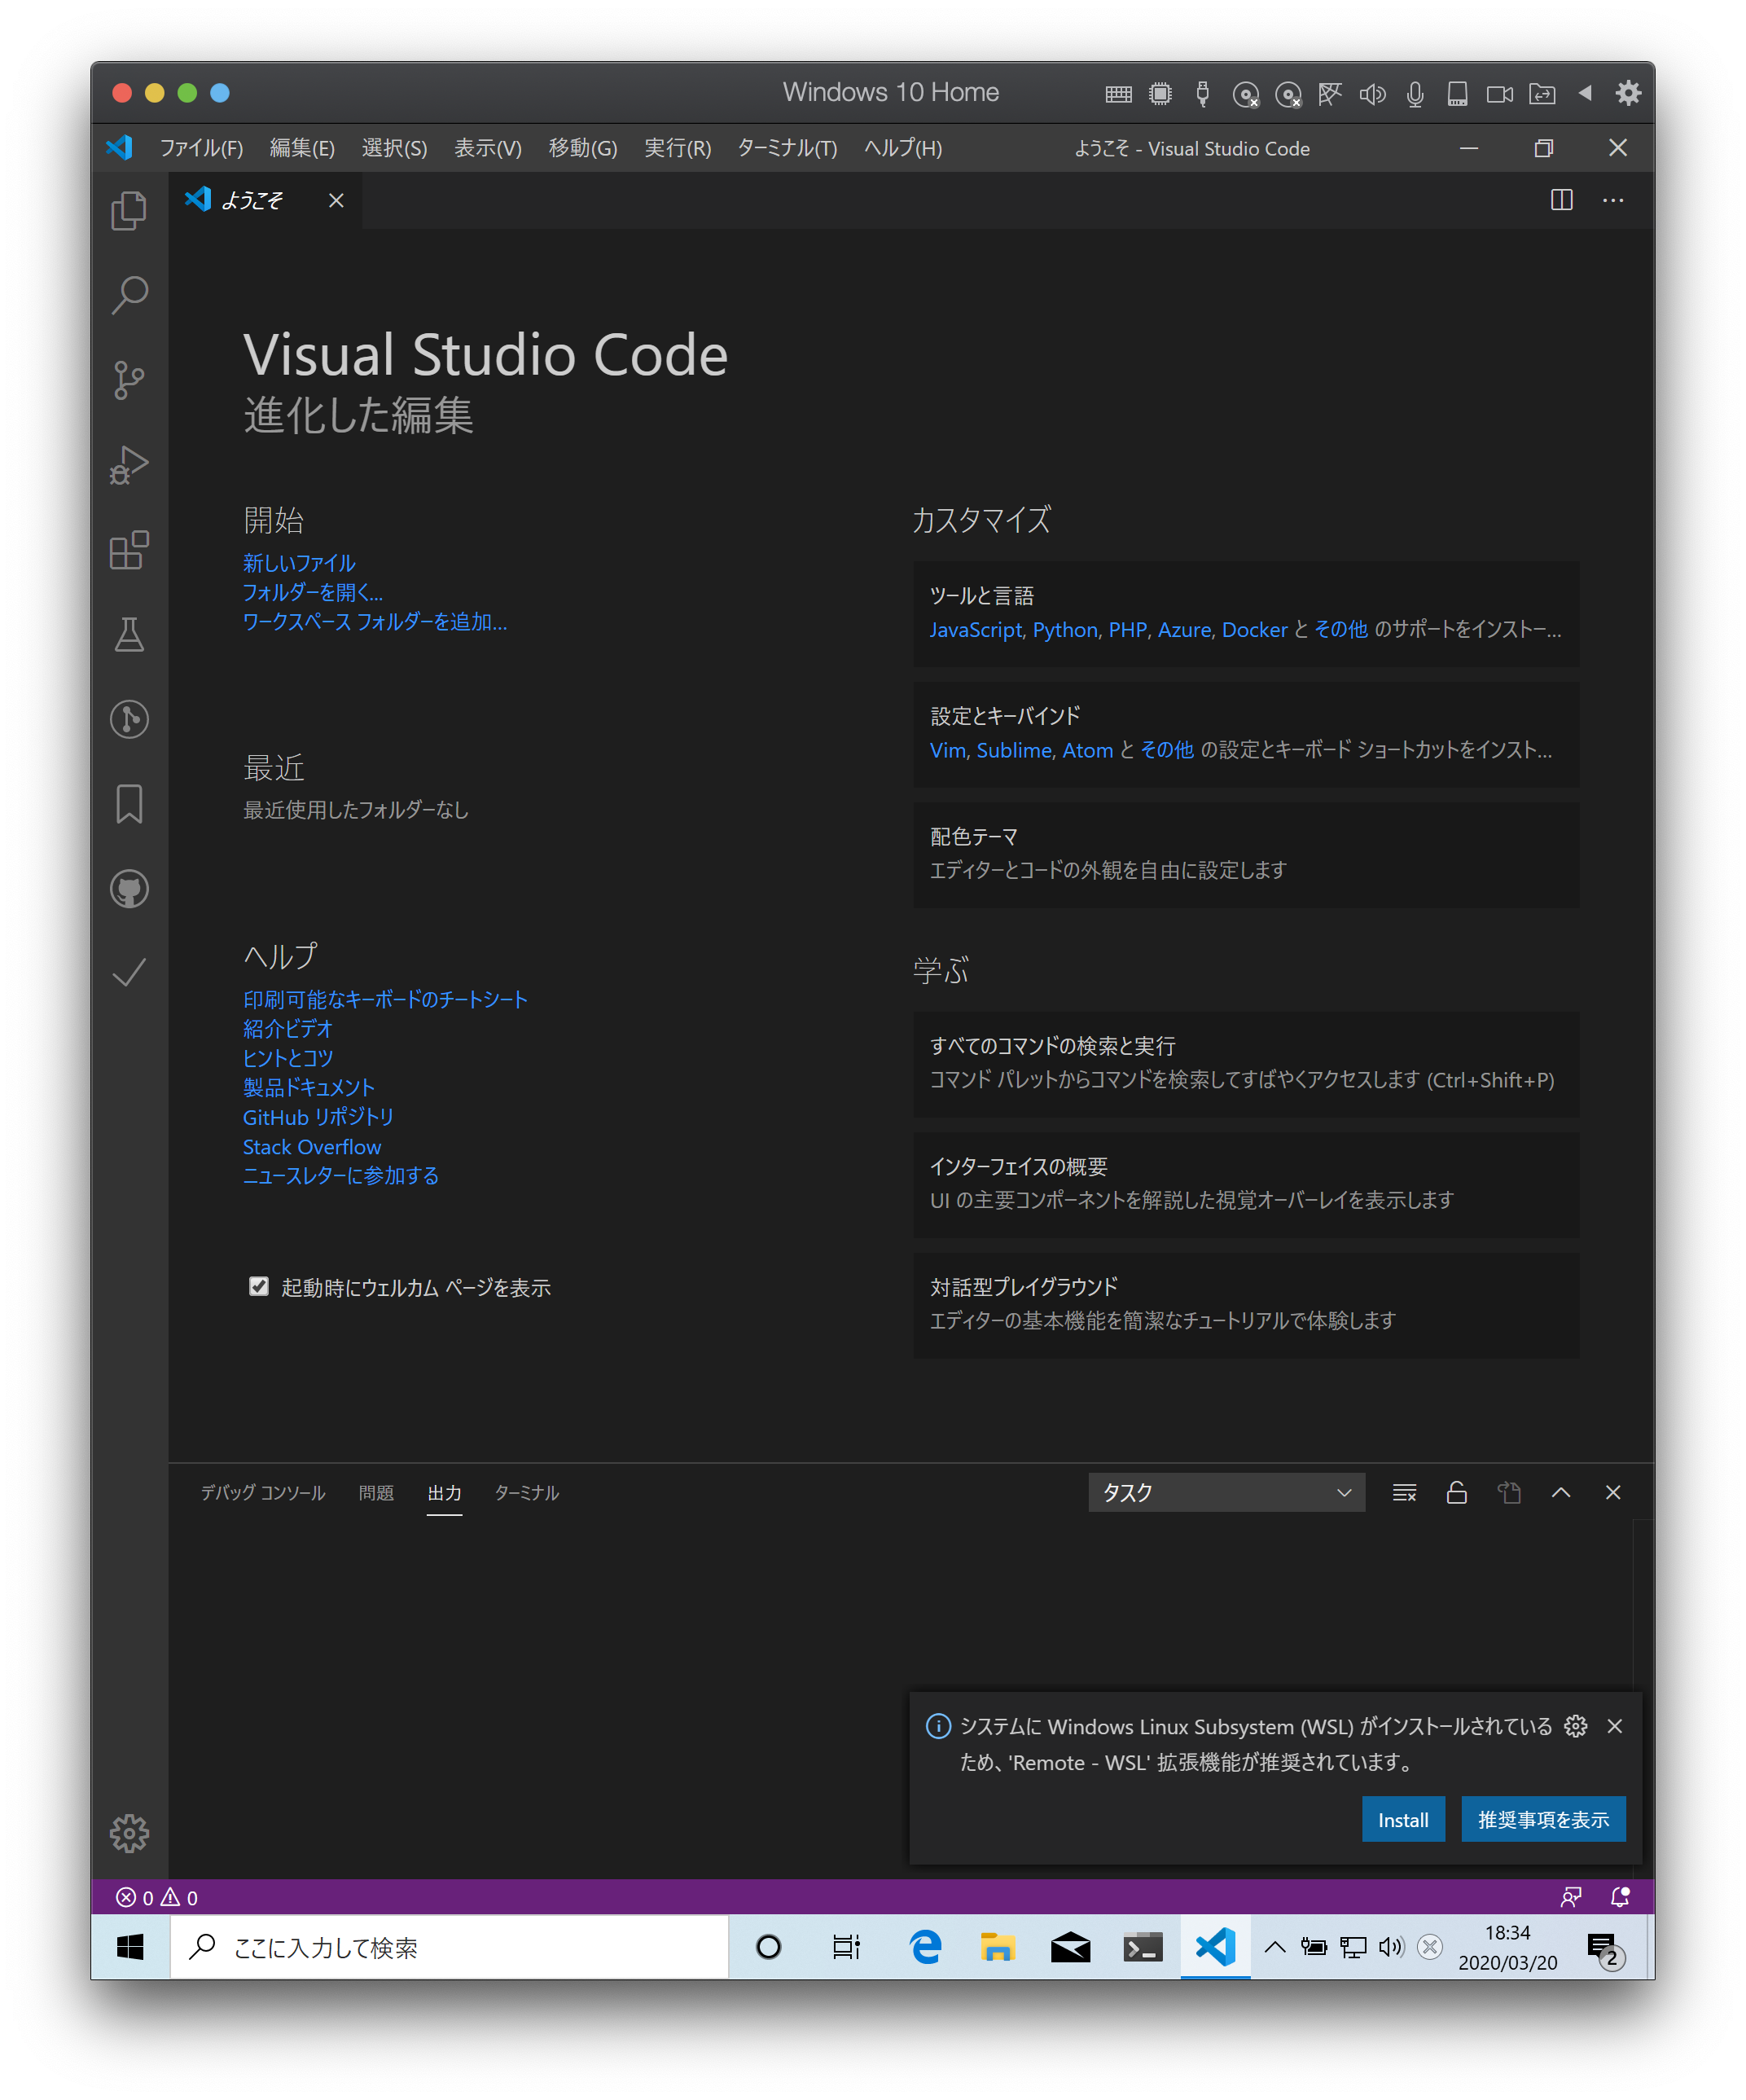 Windows 10 Home
ファイル(F) 編集(E) 選択(S) 表示(V) 移動(G) 実行(R) ターミナル(T) ヘルプ(H) ようこそ - Visual Studio Code
ようこそ
Visual Studio Code
進化した編集
開始
新しいファイル
フォルダーを開く...
ワークスペース フォルダーを追加...
最近
最近使用したフォルダーなし
ヘルプ
印刷可能なキーボードのチートシート
紹介ビデオ
ヒントとコツ
製品ドキュメント
GitHub リポジトリ
Stack Overflow
ニュースレターに参加する
起動時にウェルカム ページを表示
カスタマイズ
ツールと言語
JavaScript, Python, PHP, Azure, Docker と その他 のサポートをインストー...
設定とキーバインド
Vim, Sublime, Atom と その他 の設定とキーボード ショートカットをインスト...
配色テーマ
エディターとコードの外観を自由に設定します
学ぶ
すべてのコマンドの検索と実行
コマンド パレットからコマンドを検索してすばやくアクセスします (Ctrl+Shift+P)
インターフェイスの概要
UI の主要コンポーネントを解説した視覚オーバーレイを表示します
対話型プレイグラウンド
エディターの基本機能を簡潔なチュートリアルで体験します
デバッグ コンソール 問題 出力 ターミナル タスク
システムに Windows Linux Subsystem (WSL) がインストールされている
ため、'Remote - WSL' 拡張機能が推奨されています。
Install 推奨事項を表示
0 0
ここに入力して検索
18:34
2020/03/20
2